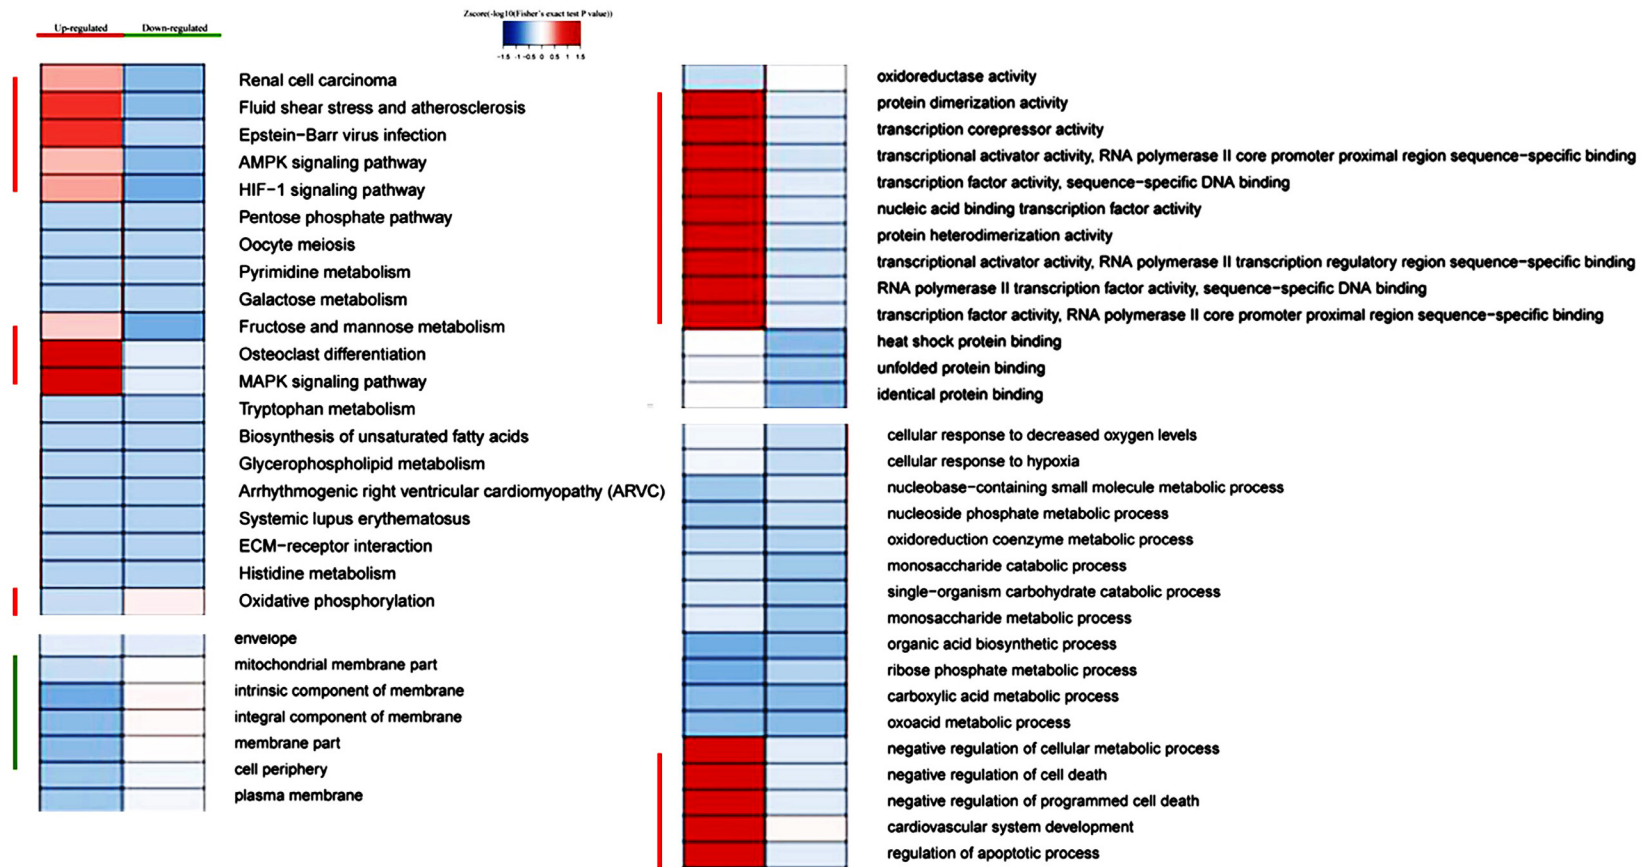 Zscore(-log10(Fisher's exact test P value))
Up-regulated Down-regulated
-1.5 -1 -0.5 0 0.5 1 1.5
Renal cell carcinoma
Fluid shear stress and atherosclerosis
Epstein-Barr virus infection
AMPK signaling pathway
HIF-1 signaling pathway
Pentose phosphate pathway
Oocyte meiosis
Pyrimidine metabolism
Galactose metabolism
Fructose and mannose metabolism
Osteoclast differentiation
MAPK signaling pathway
Tryptophan metabolism
Biosynthesis of unsaturated fatty acids
Glycerophospholipid metabolism
Arrhythmogenic right ventricular cardiomyopathy (ARVC)
Systemic lupus erythematosus
ECM-receptor interaction
Histidine metabolism
Oxidative phosphorylation
envelope
mitochondrial membrane part
intrinsic component of membrane
integral component of membrane
membrane part
cell periphery
plasma membrane
oxidoreductase activity
protein dimerization activity
transcription corepressor activity
transcriptional activator activity, RNA polymerase II core promoter proximal region sequence-specific binding
transcription factor activity, sequence-specific DNA binding
nucleic acid binding transcription factor activity
protein heterodimerization activity
transcriptional activator activity, RNA polymerase II transcription regulatory region sequence-specific binding
RNA polymerase II transcription factor activity, sequence-specific DNA binding
transcription factor activity, RNA polymerase II core promoter proximal region sequence-specific binding
heat shock protein binding
unfolded protein binding
identical protein binding
cellular response to decreased oxygen levels
cellular response to hypoxia
nucleobase-containing small molecule metabolic process
nucleoside phosphate metabolic process
oxidoreduction coenzyme metabolic process
monosaccharide catabolic process
single-organism carbohydrate catabolic process
monosaccharide metabolic process
organic acid biosynthetic process
ribose phosphate metabolic process
carboxylic acid metabolic process
oxoacid metabolic process
negative regulation of cellular metabolic process
negative regulation of cell death
negative regulation of programmed cell death
cardiovascular system development
regulation of apoptotic process